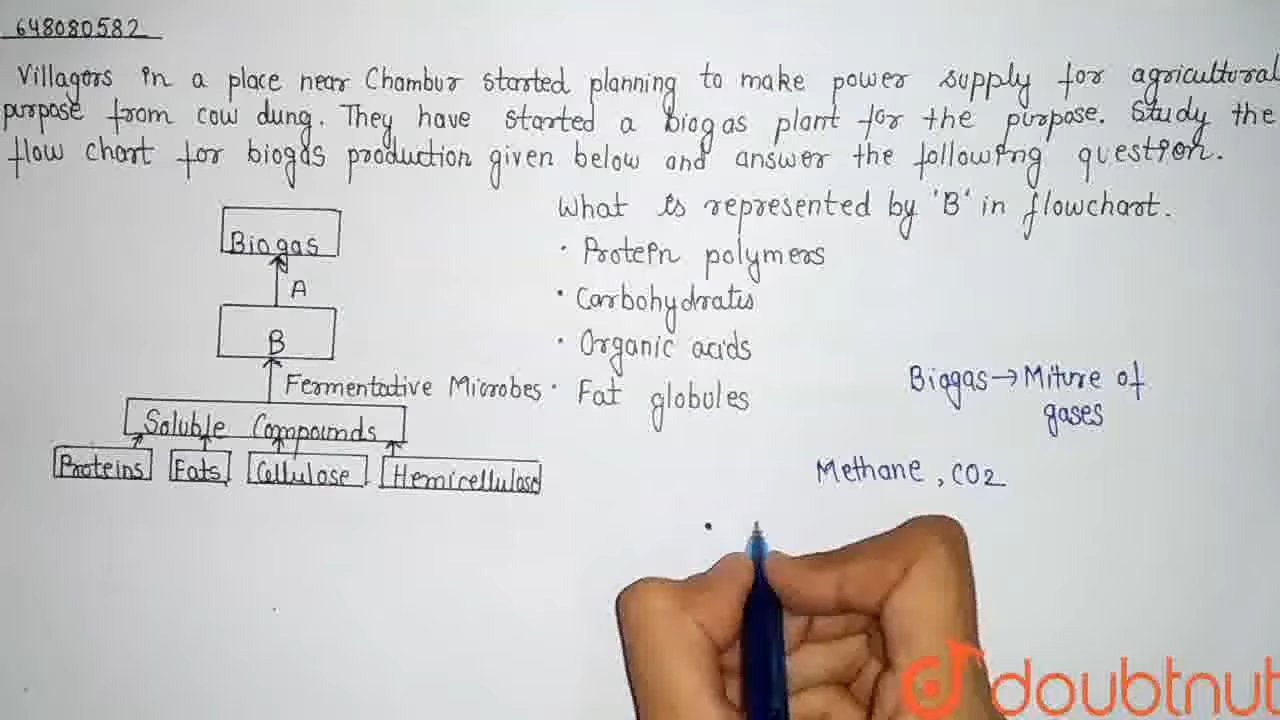 648080582
Villagers in a place near Chambur started planning to make power supply for agricultural
purpose from cow dung. They have started a biogas plant for the purpose. Study the
flow chart for biogas production given below and answer the following question.
What is represented by 'B' in flowchart.
Biogas
A
B
Fermentative Microbes
Soluble Compounds
Proteins Fats Cellulose Hemicellulose
• Protein polymers
• Carbohydrates
• Organic acids
• Fat globules
Biogas → Miture of
gases
Methane, CO2
doubtnut